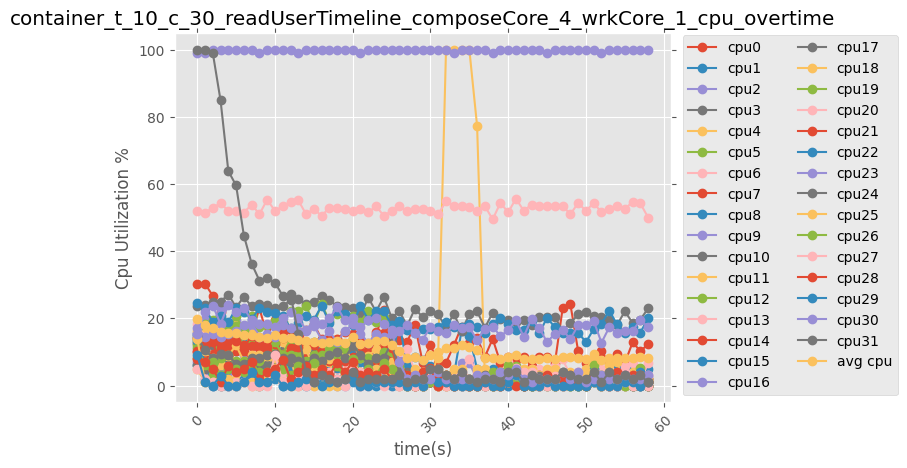 container_t_10_c_30_readUserTimeline_composeCore_4_wrkCore_1_cpu_overtime
Cpu Utilization %
100
80
60
40
20
0
0
10
20
30
40
50
60
time(s)
cpu0
cpu1
cpu2
cpu3
cpu4
cpu5
cpu6
cpu7
cpu8
cpu9
cpu10
cpu11
cpu12
cpu13
cpu14
cpu15
cpu16
cpu17
cpu18
cpu19
cpu20
cpu21
cpu22
cpu23
cpu24
cpu25
cpu26
cpu27
cpu28
cpu29
cpu30
cpu31
avg cpu